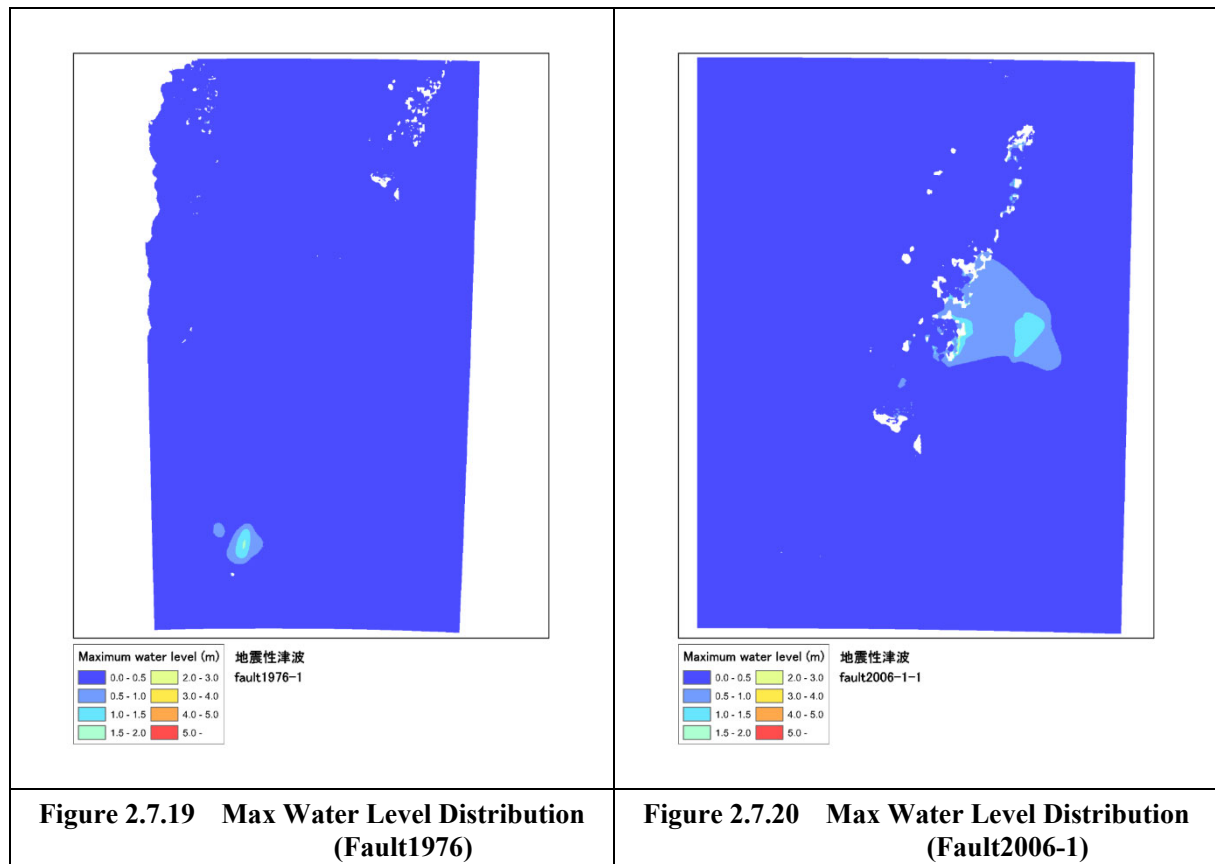 Maximum water level (m)
0.0 - 0.5 2.0 - 3.0
0.5 - 1.0 3.0 - 4.0
1.0 - 1.5 4.0 - 5.0
1.5 - 2.0 5.0 -
地震性津波
fault1976-1
Maximum water level (m)
0.0 - 0.5 2.0 - 3.0
0.5 - 1.0 3.0 - 4.0
1.0 - 1.5 4.0 - 5.0
1.5 - 2.0 5.0 -
地震性津波
fault2006-1-1
Figure 2.7.19 Max Water Level Distribution
(Fault1976)
Figure 2.7.20 Max Water Level Distribution
(Fault2006-1)